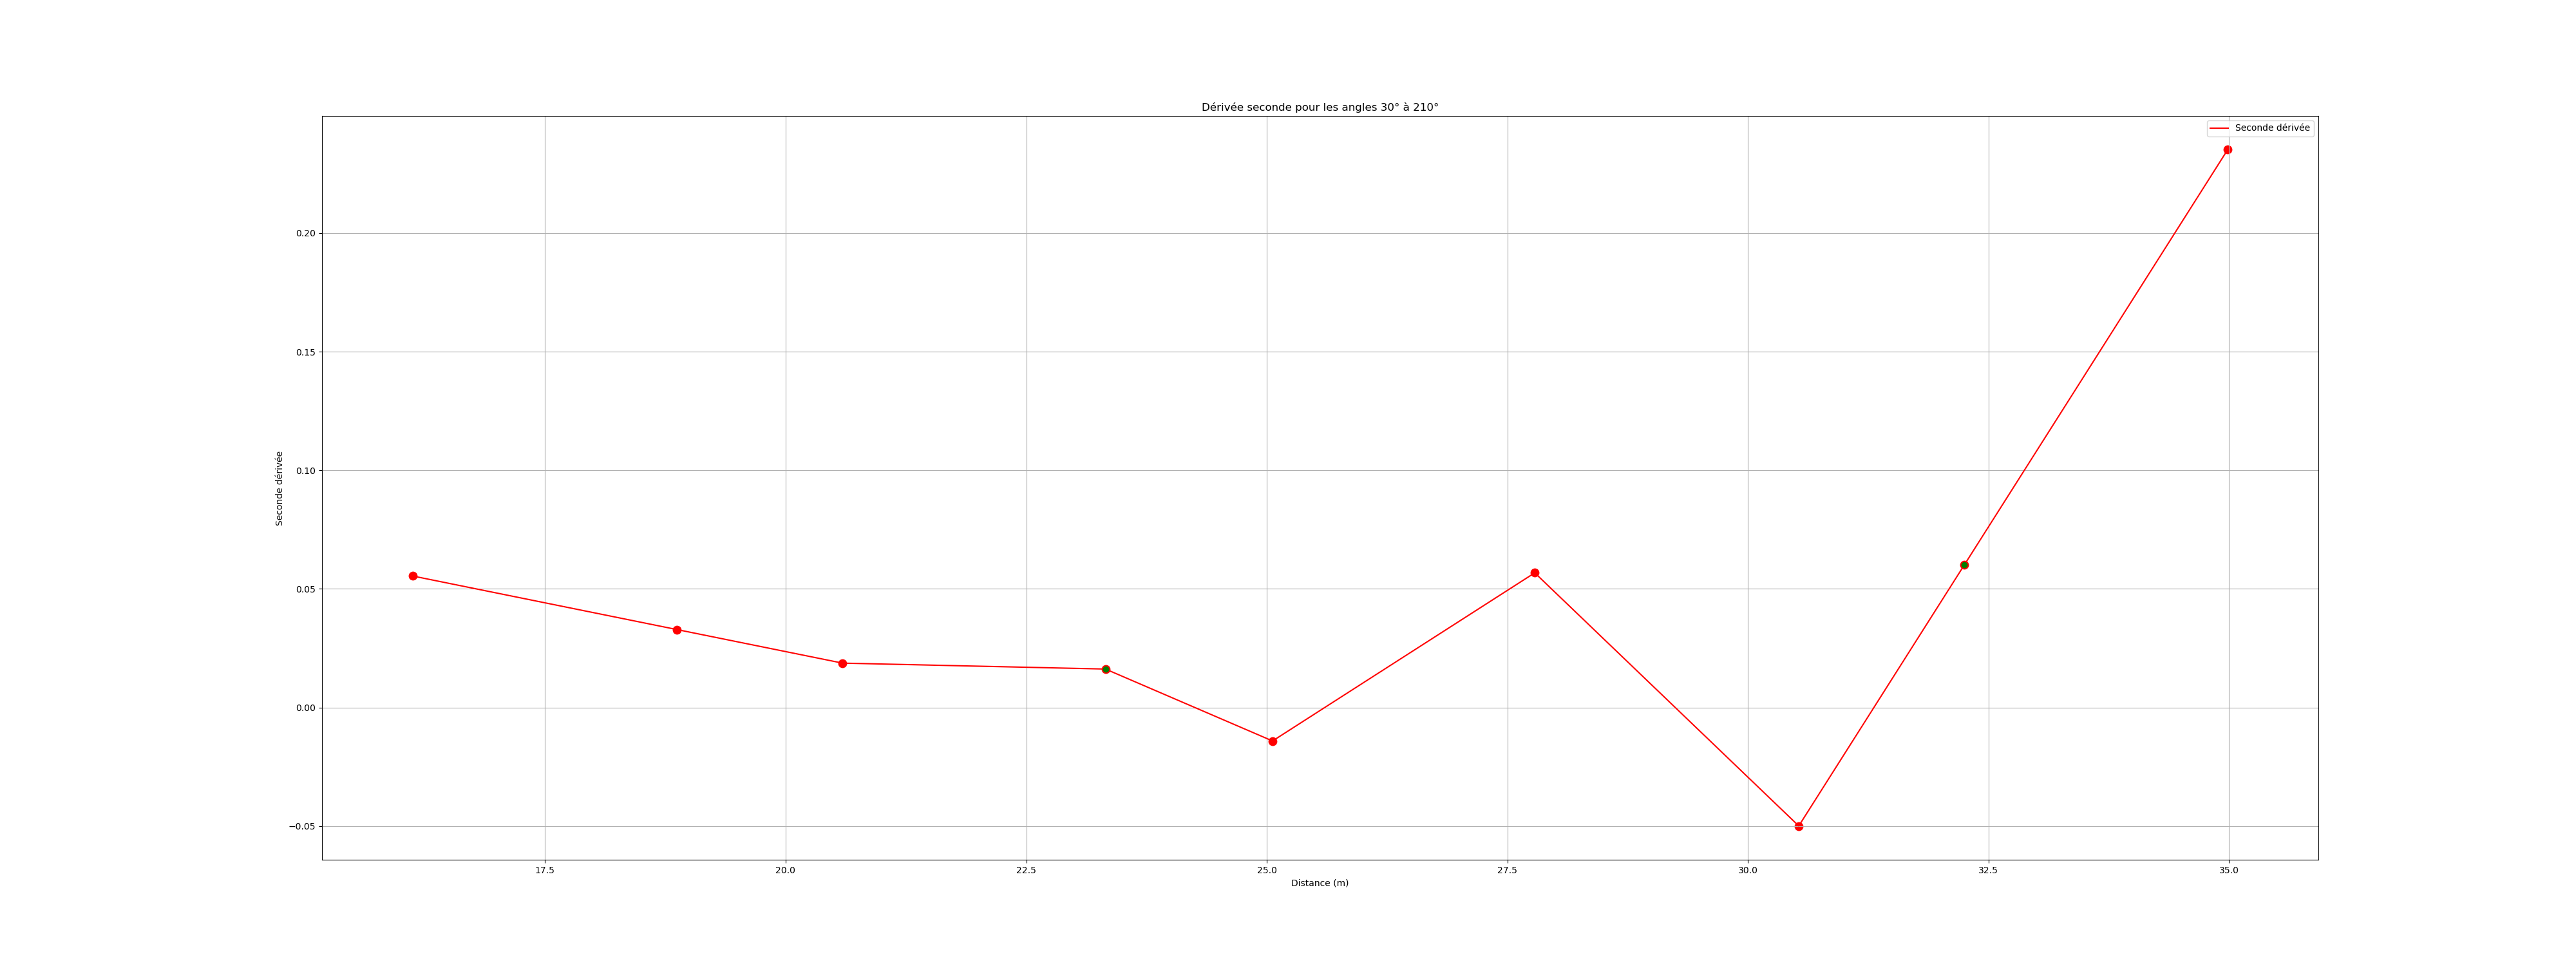 Dérivée seconde pour les angles 30° à 210°
Seconde dérivée
0.20
0.15
0.10
0.05
0.00
−0.05
Seconde dérivée
17.5 20.0 22.5 25.0 27.5 30.0 32.5 35.0
Distance (m)